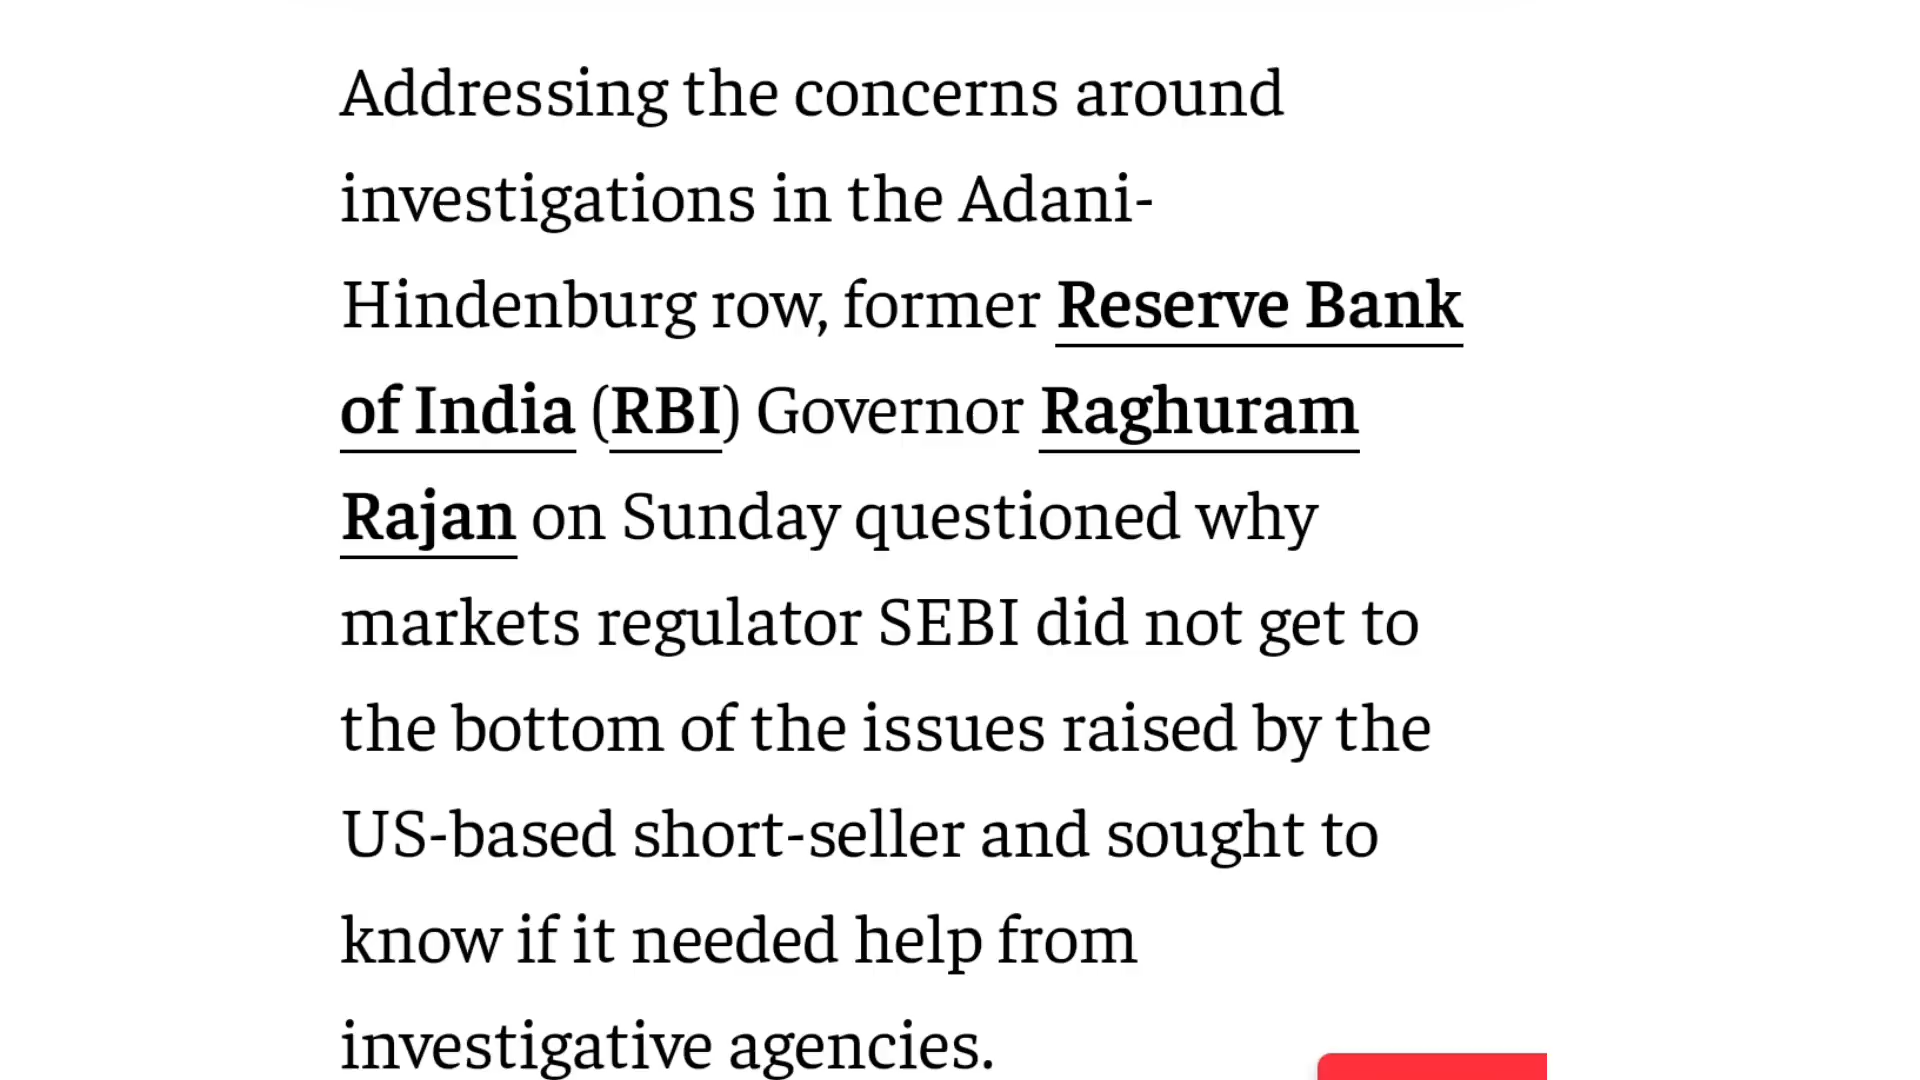 Addressing the concerns around
investigations in the Adani-
Hindenburg row, former Reserve Bank
of India (RBI) Governor Raghuram
Rajan on Sunday questioned why
markets regulator SEBI did not get to
the bottom of the issues raised by the
US-based short-seller and sought to
know if it needed help from
investigative agencies.